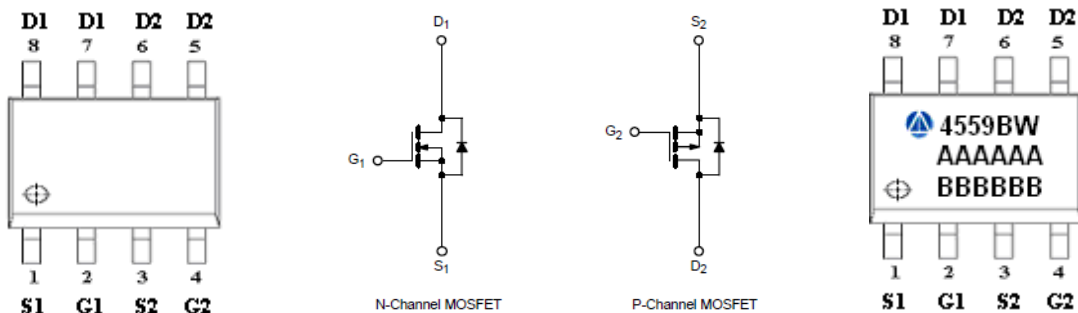 D1 D1 D2 D2
8 7 6 5
1 2 3 4
S1 G1 S2 G2
D₁
G₁
S₁
N-Channel MOSFET
S₂
G₂
D₂
P-Channel MOSFET
D1 D1 D2 D2
8 7 6 5
4559BW
AAAAAA
BBBBBB
1 2 3 4
S1 G1 S2 G2